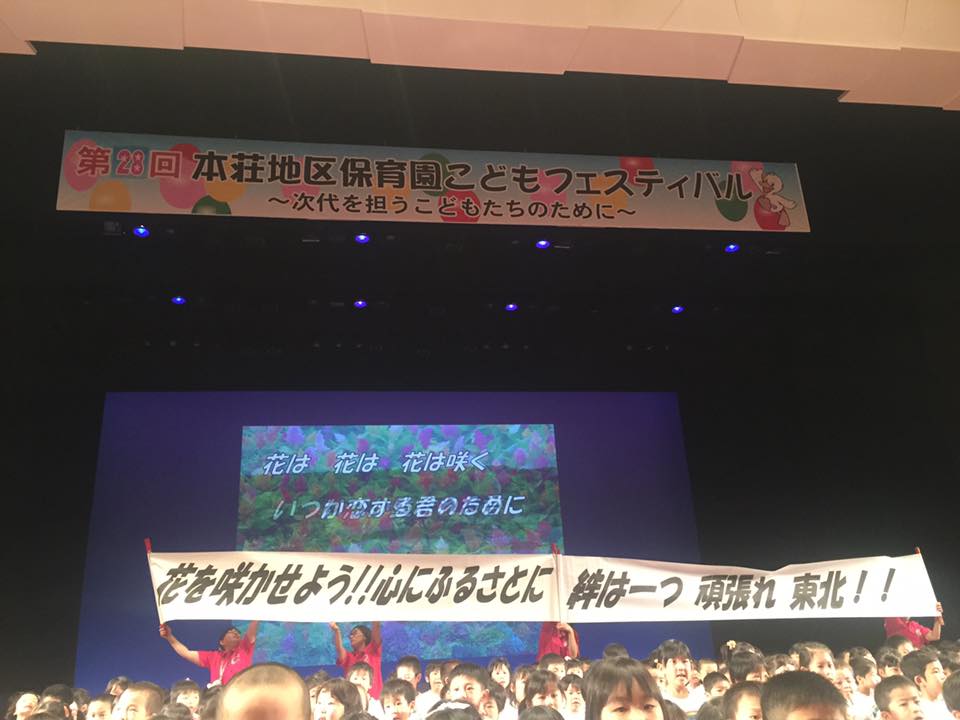 第28回 本荘地区保育園こどもフェスティバル
～次代を担うこどもたちのために～
花は 花は 花は咲く
いつか恋する君のために
花を咲かせよう!!心にふるさとに
絆は一つ 頑張れ 東北！！